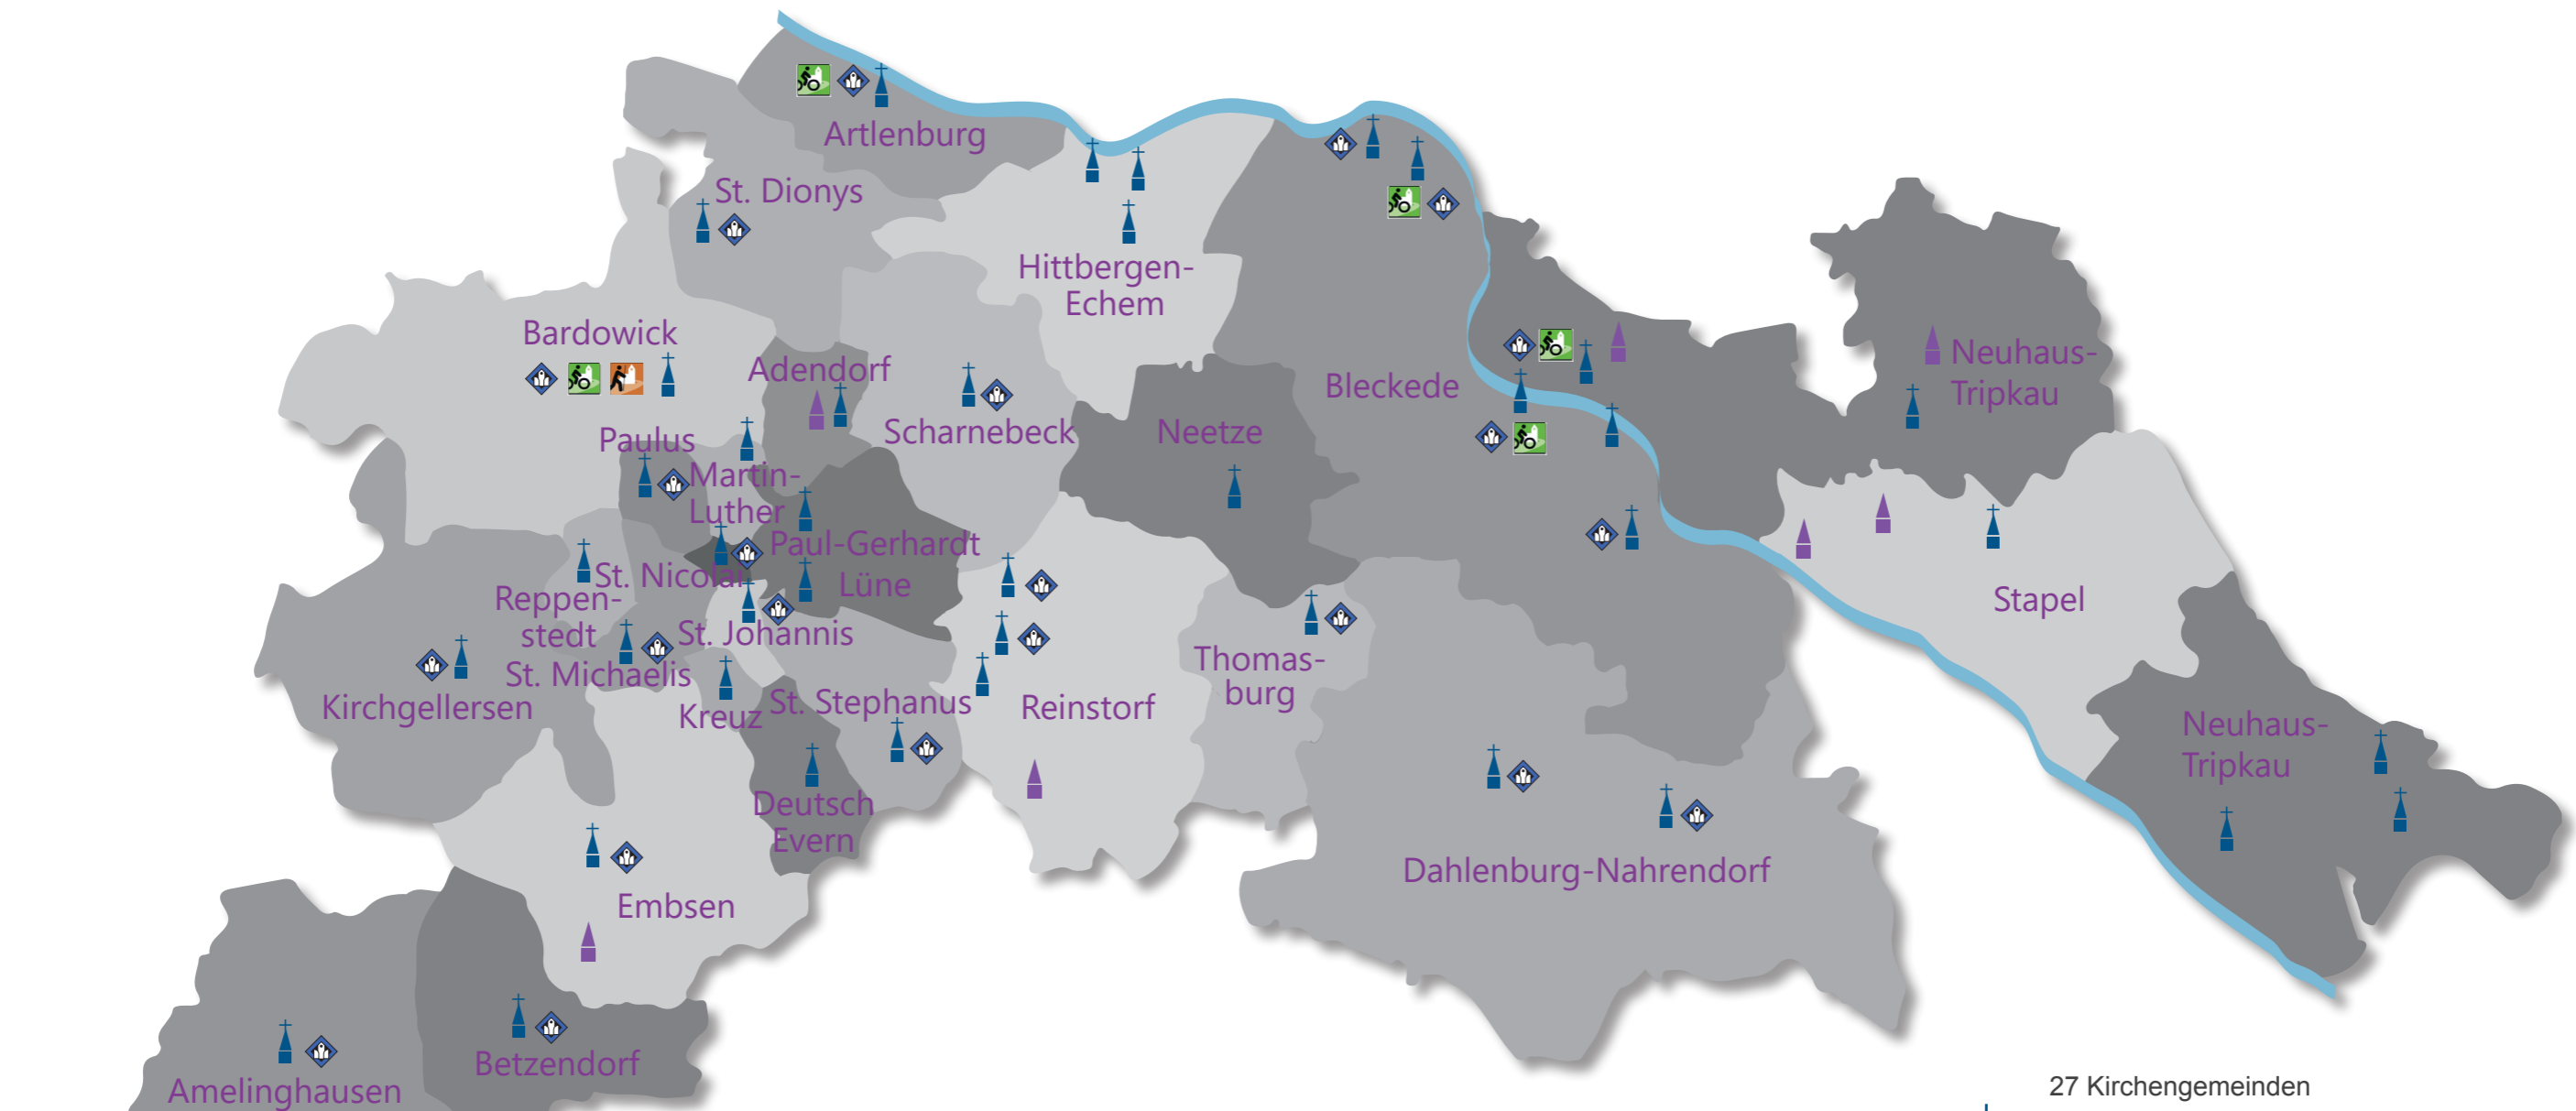 Artlenburg
St. Dionys
Hittbergen-
Echem
Bardowick
Adendorf
Scharnebeck
Neetze
Bleckede
Neuhaus-
Tripkau
Paulus
Martin-
Luther
Paul-Gerhardt
Lüne
St. Nicolai
Reppen-
stedt
St. Johannis
St. Michaelis
Kirchgellersen
Kreuz
St. Stephanus
Reinstorf
Thomas-
burg
Stapel
Neuhaus-
Tripkau
Deutsch
Evern
Dahlenburg-Nahrendorf
Embsen
Betzendorf
Amelinghausen
27 Kirchengemeinden